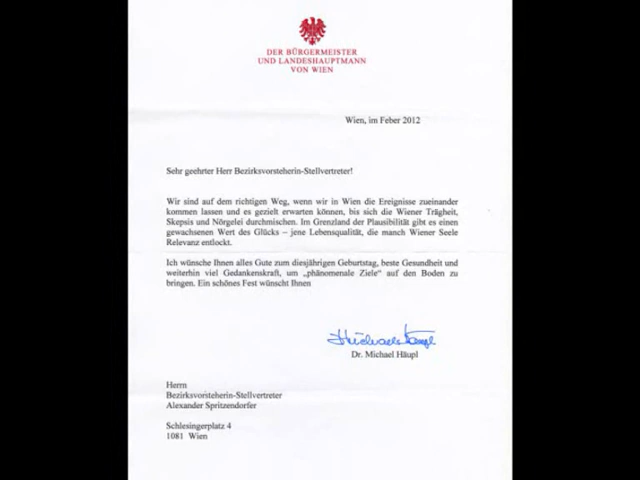 DER BÜRGERMEISTER
UND LANDESHAUPTMANN
VON WIEN
Wien, im Feber 2012
Sehr geehrter Herr Bezirksvorsteherin-Stellvertreter!
Wir sind auf dem richtigen Weg, wenn wir in Wien die Ereignisse zueinander
kommen lassen und es gezielt erwarten können, bis sich die Wiener Trägheit,
Skepsis und Nörgelei durchmischen. Im Grenzland der Plausibilität gibt es einen
gewachsenen Wert des Glücks – jene Lebensqualität, die manch Wiener Seele
Relevanz entlockt.
Ich wünsche Ihnen alles Gute zum diesjährigen Geburtstag, beste Gesundheit und
weiterhin viel Gedankenskraft, um „phänomenale Ziele“ auf den Boden zu
bringen. Ein schönes Fest wünscht Ihnen
Michael Häupl
Dr. Michael Häupl
Herrn
Bezirksvorsteherin-Stellvertreter
Alexander Spritzendorfer
Schlesingerplatz 4
1081 Wien